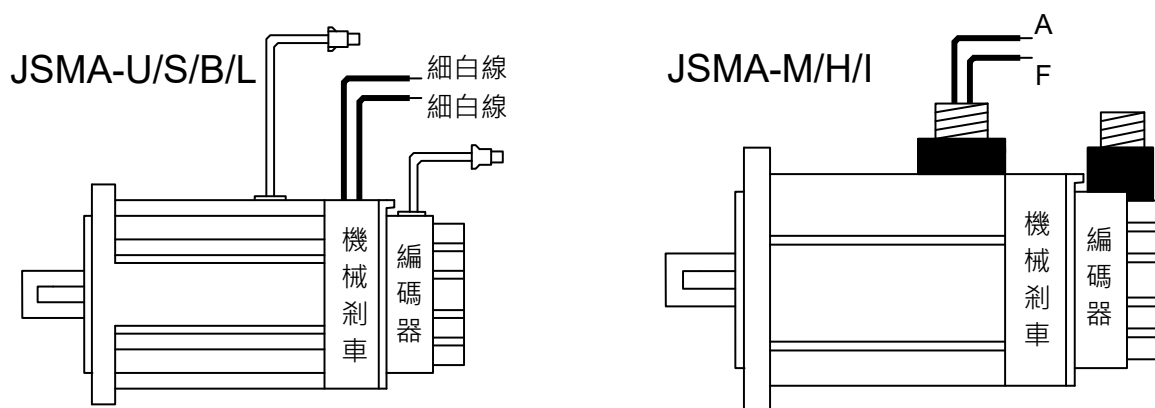 JSMA-U/S/B/L
細白線
細白線
機械剎車
編碼器
JSMA-M/H/I
A
F
機械剎車
編碼器